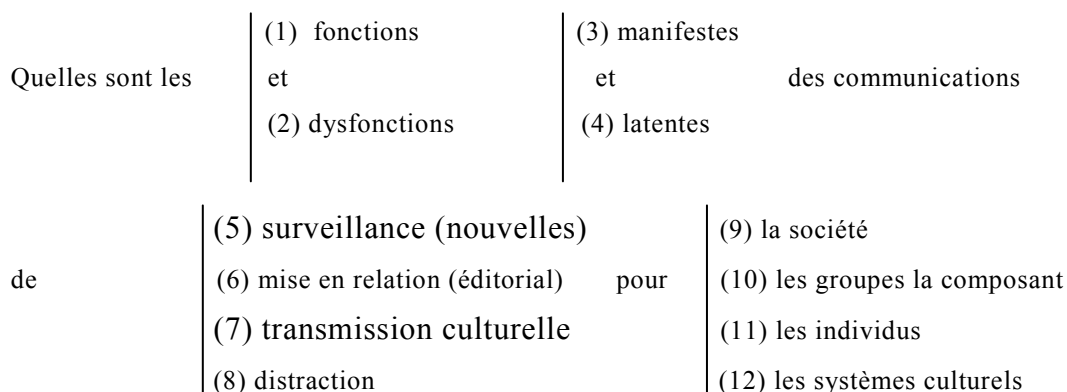 (1) fonctions (3) manifestes
Quelles sont les et et des communications
(2) dysfonctions (4) latentes
(5) surveillance (nouvelles) (9) la société
de (6) mise en relation (éditorial) pour (10) les groupes la composant
(7) transmission culturelle (11) les individus
(8) distraction (12) les systèmes culturels